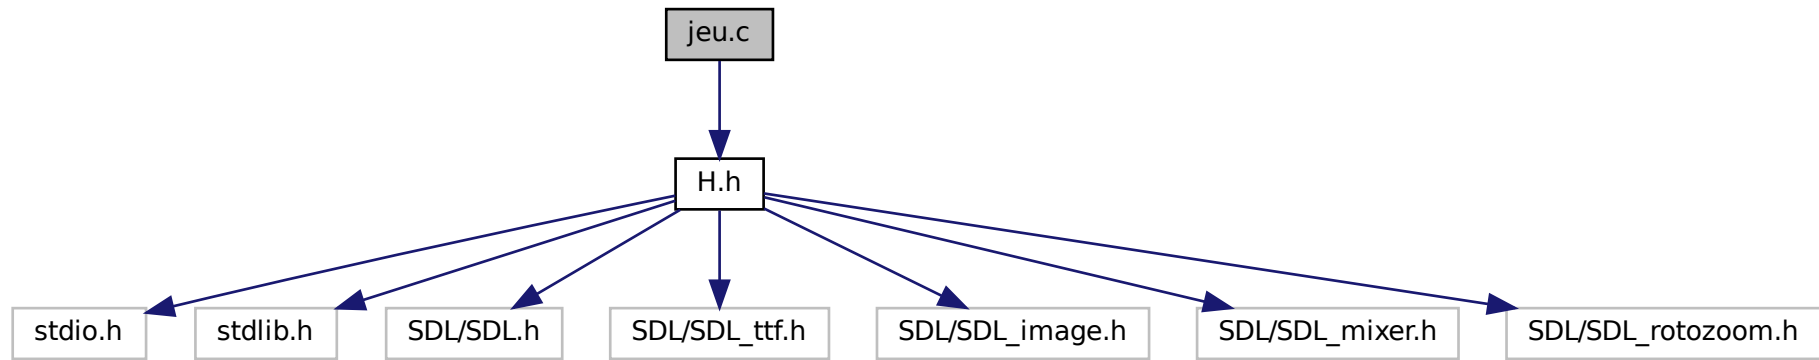 jeu.c
H.h
stdio.h
stdlib.h
SDL/SDL.h
SDL/SDL_ttf.h
SDL/SDL_image.h
SDL/SDL_mixer.h
SDL/SDL_rotozoom.h